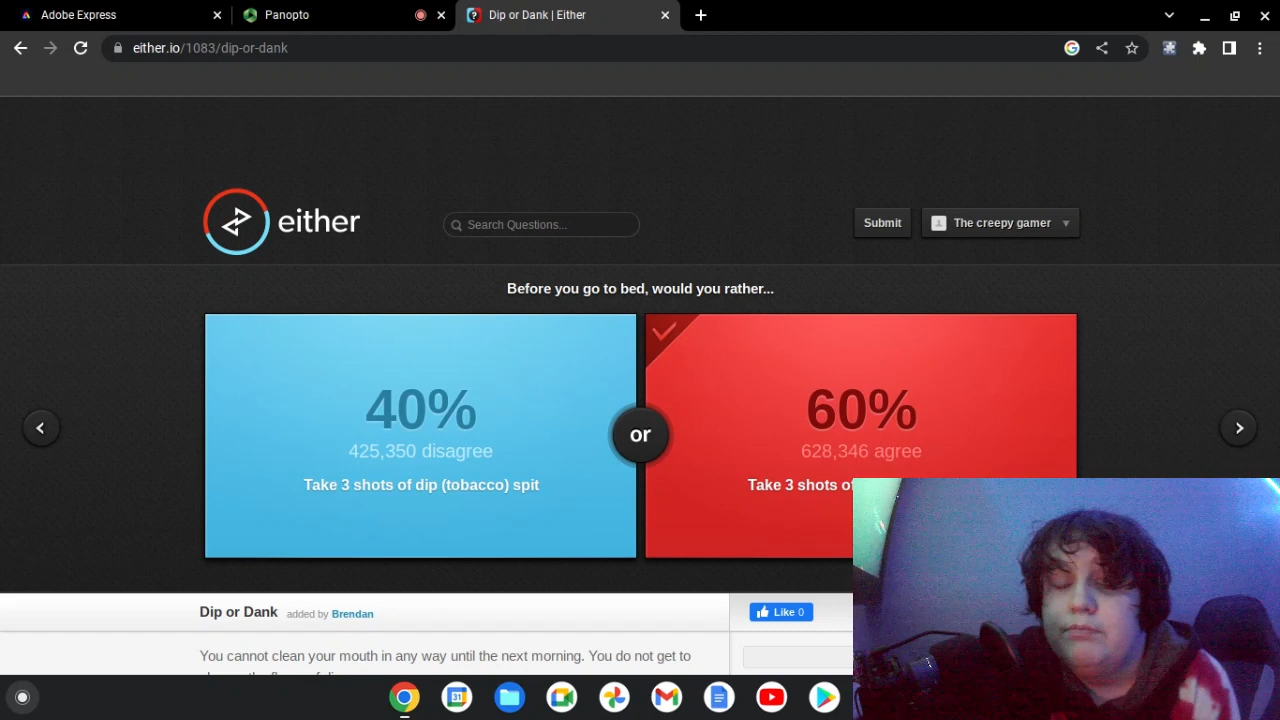 Adobe Express
Panopto
Dip or Dank | Either
either.io/1083/dip-or-dank
either
Search Questions...
Submit
The creepy gamer
Before you go to bed, would you rather...
40%
425,350 disagree
Take 3 shots of dip (tobacco) spit
or
60%
628,346 agree
Take 3 shots of
Dip or Dank added by Brendan
Like 0
You cannot clean your mouth in any way until the next morning. You do not get to
31